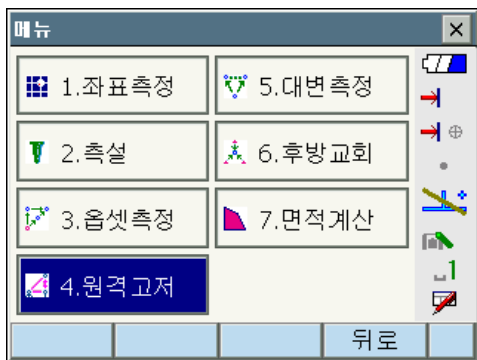 메뉴
1.좌표측정
5.대변측정
2.측설
6.후방교회
3.옵셋측정
7.면적계산
4.원격고저
1
뒤로